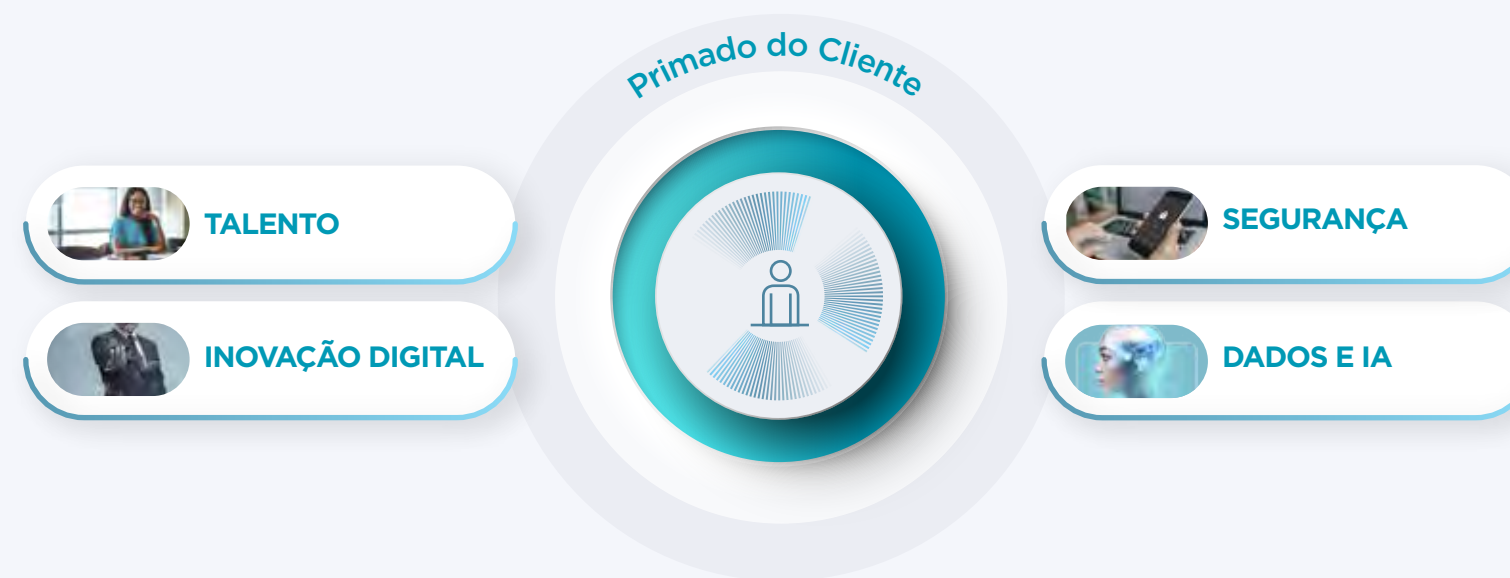 Primado do Cliente
TALENTO
INOVAÇÃO DIGITAL
SEGURANÇA
DADOS E IA